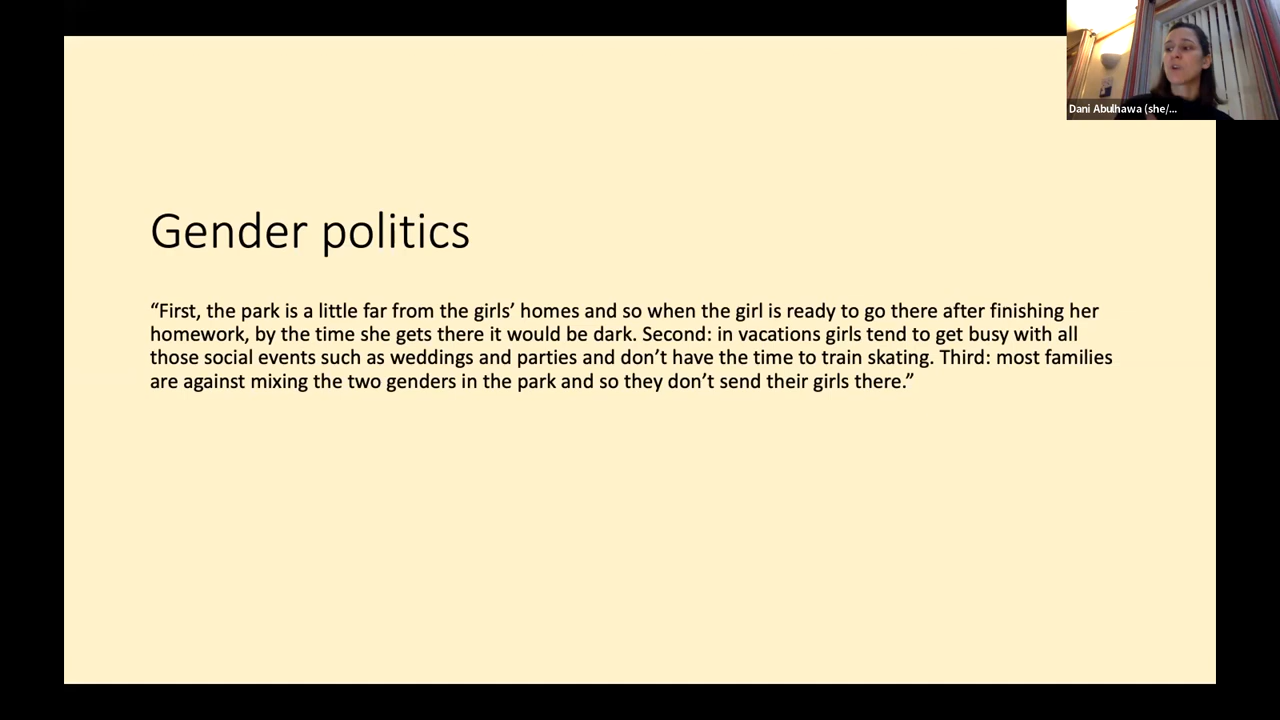 Dani Abulhawa (she/...
Gender politics
“First, the park is a little far from the girls’ homes and so when the girl is ready to go there after finishing her
homework, by the time she gets there it would be dark. Second: in vacations girls tend to get busy with all
those social events such as weddings and parties and don’t have the time to train skating. Third: most families
are against mixing the two genders in the park and so they don’t send their girls there.”